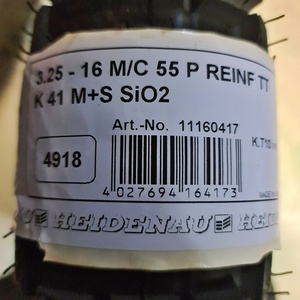 3.25 - 16 M/C 55 P REINF TT
K 41 M+S SiO2
Art.-No. 11160417
4918
4 027694 164173
HEIDENAU